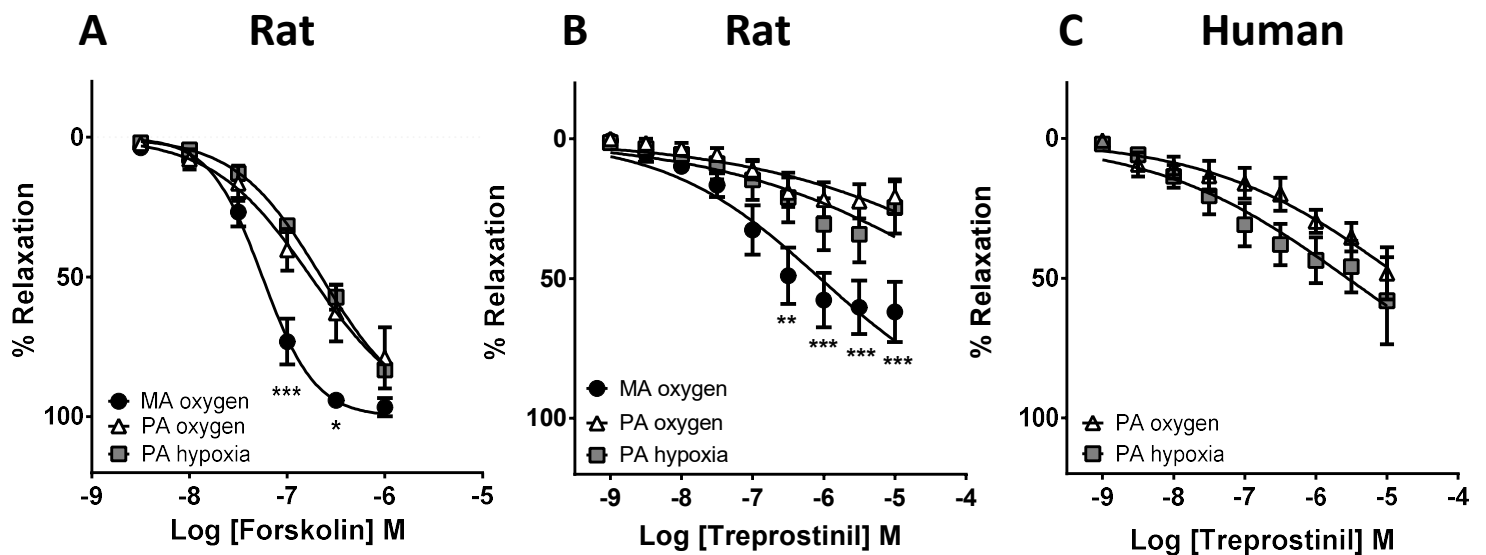 A Rat
% Relaxation
0
50
100
***
*
MA oxygen
PA oxygen
PA hypoxia
-9 -8 -7 -6 -5
Log [Forskolin] M
B Rat
% Relaxation
0
50
100
**
***
***
***
MA oxygen
PA oxygen
PA hypoxia
-9 -8 -7 -6 -5 -4
Log [Treprostinil] M
C Human
% Relaxation
0
50
100
PA oxygen
PA hypoxia
-9 -8 -7 -6 -5 -4
Log [Treprostinil] M